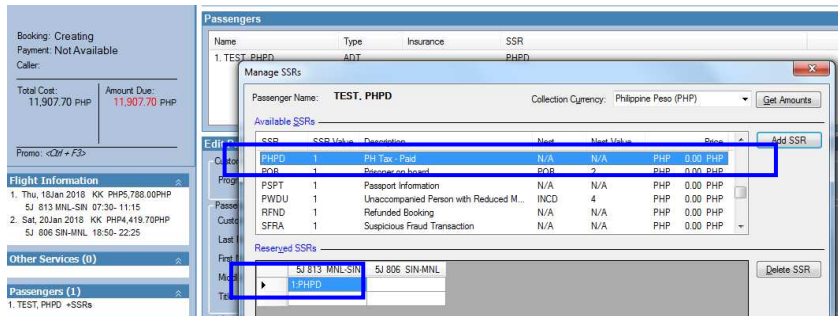 Booking: Creating
Payment: Not Available
Caller:
Total Cost:
11,907.70 PHP
Amount Due:
11,907.70 PHP
Promo: <Ctrl + F3>
Flight Information
1. Thu, 18Jan 2018 KK PHP5,788.00PHP
5J 813 MNL-SIN 07:30- 11:15
2. Sat, 20Jan 2018 KK PHP4,419.70PHP
5J 806 SIN-MNL 18:50- 22:25
Other Services (0)
Passengers (1)
1. TEST, PHPD +SSRs
Passengers
Name Type Insurance SSR
1. TEST, PHPD ADT PHPD
Manage SSRs
Passenger Name: TEST, PHPD Collection Currency: Philippine Peso (PHP) Get Amounts
Available SSRs
SSR SSR Value Description Nest Nest Value Price
PHPD 1 PH Tax - Paid N/A N/A PHP 0.00 PHP
POB 1 Prisoner on board POB 2 PHP 0.00 PHP
PSPT 1 Passport Information N/A N/A PHP 0.00 PHP
PWDU 1 Unaccompanied Person with Reduced M... INCD 4 PHP 0.00 PHP
RFND 1 Refunded Booking N/A N/A PHP 0.00 PHP
SFRA 1 Suspicious Fraud Transaction N/A N/A PHP 0.00 PHP
Add SSR
Reserved SSRs
5J 813 MNL-SIN 5J 806 SIN-MNL
1:PHPD
Delete SSR